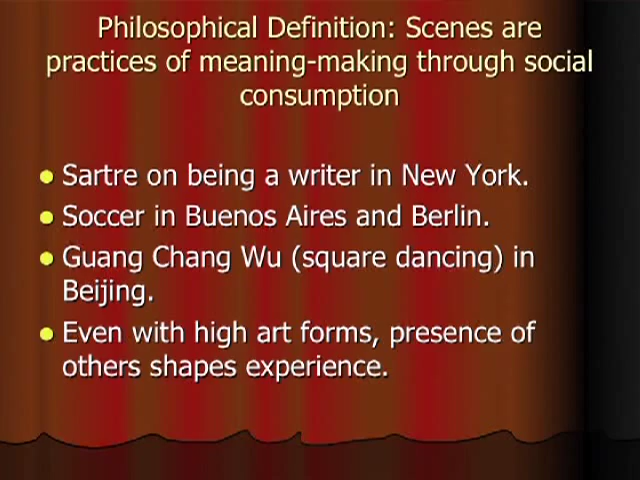 Philosophical Definition: Scenes are
practices of meaning-making through social
consumption
Sartre on being a writer in New York.
Soccer in Buenos Aires and Berlin.
Guang Chang Wu (square dancing) in
Beijing.
Even with high art forms, presence of
others shapes experience.